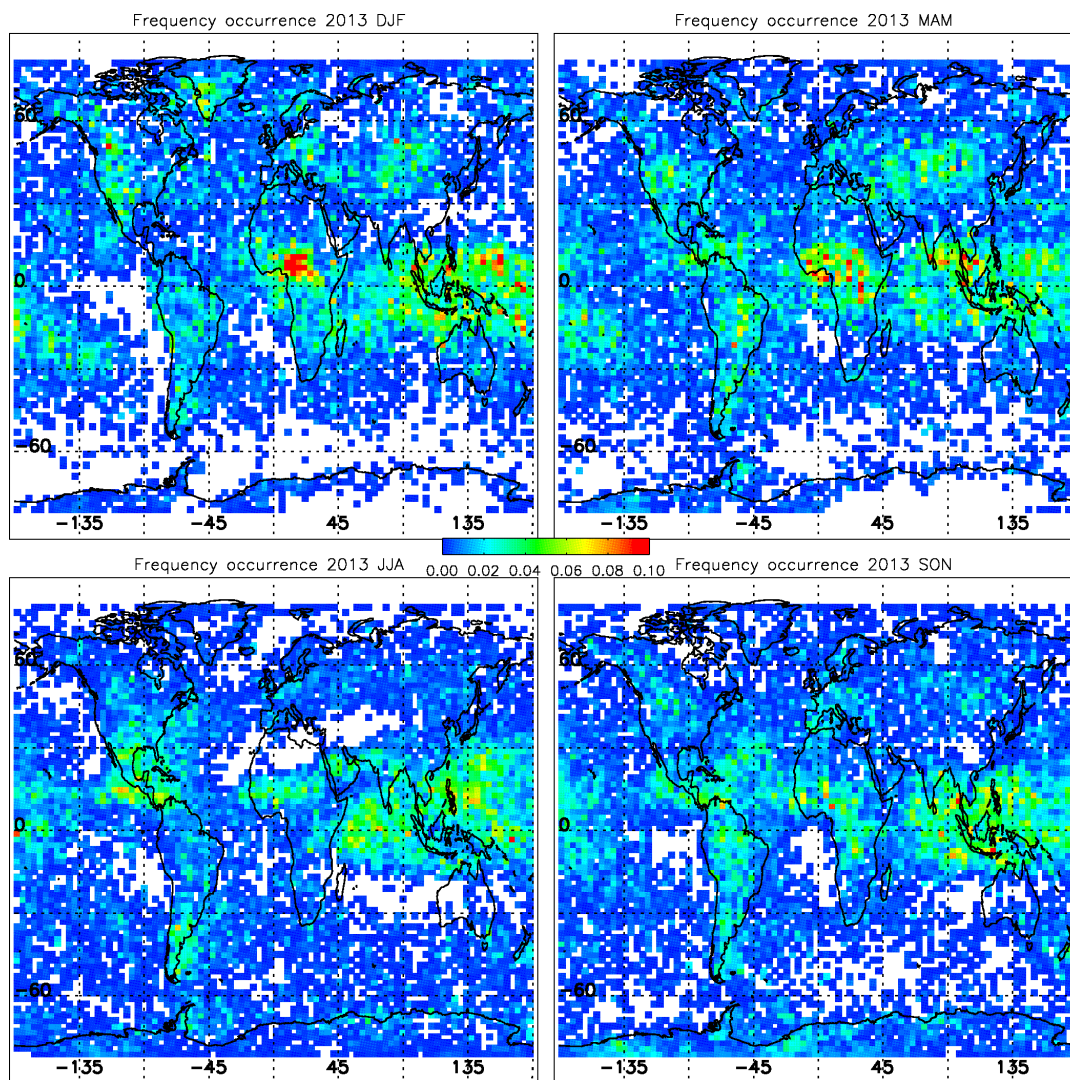 Frequency occurrence 2013 DJF
60
0
-60
-135 -45 45 135
Frequency occurrence 2013 MAM
60
0
-60
-135 -45 45 135
0.00 0.02 0.04 0.06 0.08 0.10
Frequency occurrence 2013 JJA
60
0
-60
-135 -45 45 135
Frequency occurrence 2013 SON
60
0
-60
-135 -45 45 135